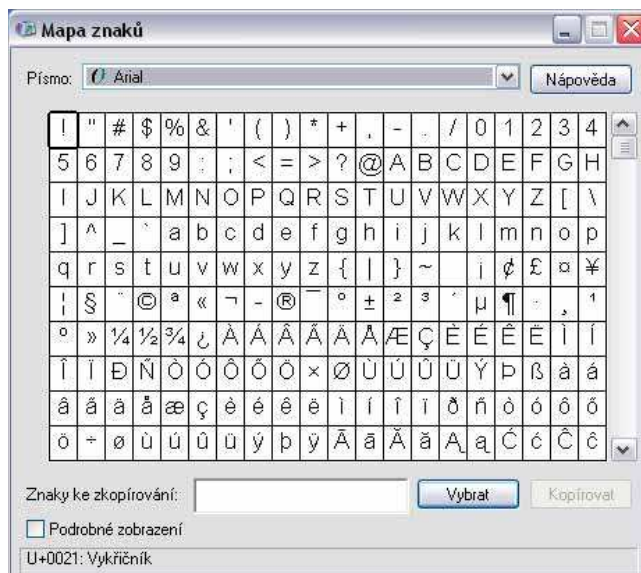 Mapa znaků
Písmo: Arial Nápověda
! " # $ % & ' ( ) * + , - . / 0 1 2 3 4
5 6 7 8 9 : ; < = > ? @ A B C D E F G H
I J K L M N O P Q R S T U V W X Y Z [ \
] ^ _ ` a b c d e f g h i j k l m n o p
q r s t u v w x y z { | } ~ ¡ ¢ £ ¤ ¥
¦ § ¨ © ª « ¬ - ® ¯ ° ± ² ³ ´ µ ¶ · ¸ ¹
º » ¼ ½ ¾ ¿ À Á Â Ã Ä Å Æ Ç È É Ê Ë Ì Í
Î Ï Ð Ñ Ò Ó Ô Õ Ö × Ø Ù Ú Û Ü Ý Þ ß à á
â ã ä å æ ç è é ê ë ì í î ï ð ñ ò ó ô õ
ö ÷ ø ù ú û ü ý þ ÿ Ā ā Ă ă Ą ą Ć ć Ĉ ĉ
Znaky ke zkopírování: Vybrat Kopírovat
Podrobné zobrazení
U+0021: Vykřičník